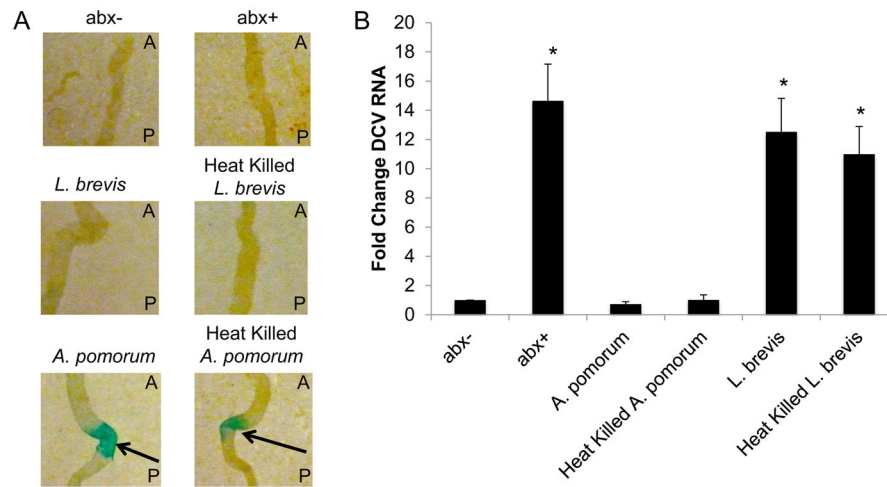 A
abx-
abx+
A
P
A
P
L. brevis
Heat Killed
L. brevis
A
P
A
P
A. pomorum
Heat Killed
A. pomorum
A
P
A
P
B
Fold Change DCV RNA
20
18
16
14
12
10
8
6
4
2
0
*
*
*
abx-
abx+
A. pomorum
Heat Killed A. pomorum
L. brevis
Heat Killed L. brevis